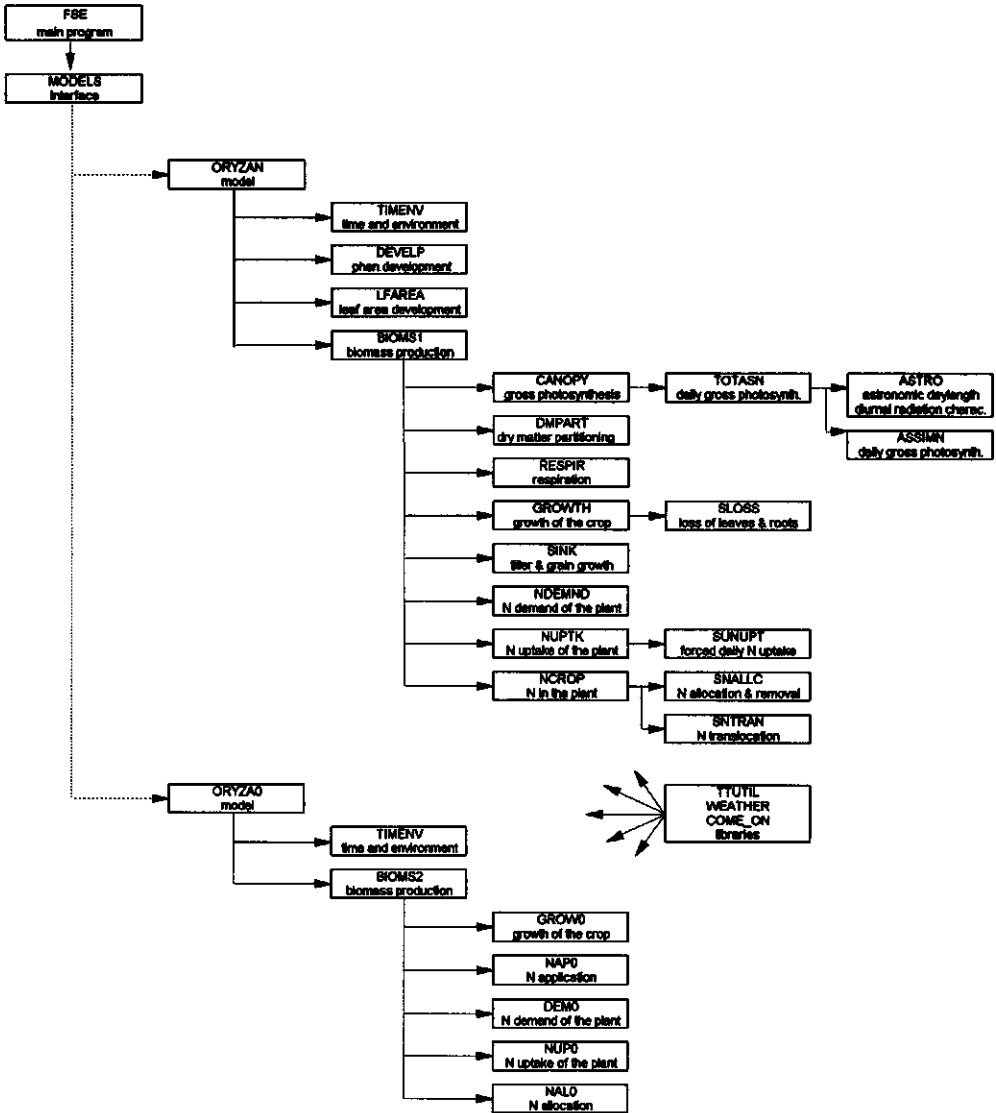 FSE
main program
MODELS
interface
ORYZAN
model
TIMENV
time and environment
DEVELP
phen.development
LFAREA
leaf area development
BIOMS1
biomass production
CANOPY
gross photosynthesis
TOTASN
daily gross photosynth.
ASTRO
astronomic daylength
diurnal radiation charac.
ASSIMN
daily gross photosynth.
DMPART
dry matter partitioning
RESPIR
respiration
GROWTH
growth of the crop
SLOSS
loss of leaves & roots
SINK
tiller & grain growth
NDEMND
N demand of the plant
NUPTK
N uptake of the plant
SUNUPT
forced daily N uptake
NCROP
N in the plant
SNALLC
N allocation & removal
SNTRAN
N translocation
ORYZA0
model
TTUTIL
WEATHER
COME_ON
libraries
TIMENV
time and environment
BIOMS2
biomass production
GROW0
growth of the crop
NAP0
N application
DEM0
N demand of the plant
NUP0
N uptake of the plant
NAL0
N allocation